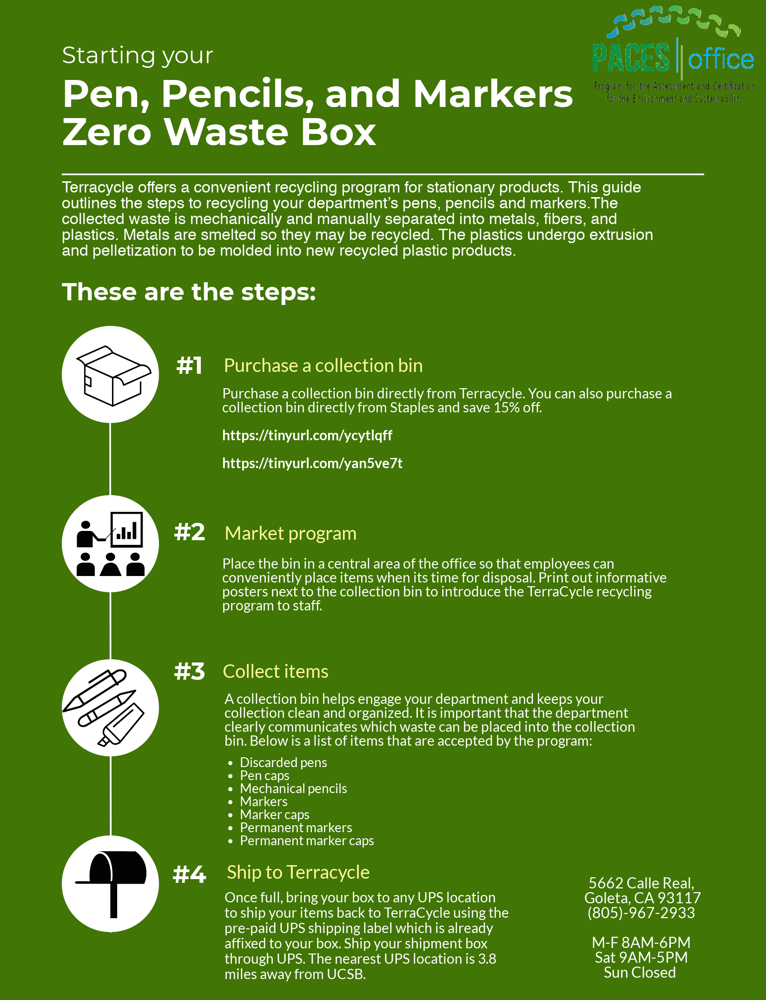 PACES office
Program for the Assessment and Certification
for the Environment and Sustainability
Starting your
Pen, Pencils, and Markers
Zero Waste Box
Terracycle offers a convenient recycling program for stationary products. This guide
outlines the steps to recycling your department’s pens, pencils and markers.The
collected waste is mechanically and manually separated into metals, fibers, and
plastics. Metals are smelted so they may be recycled. The plastics undergo extrusion
and pelletization to be molded into new recycled plastic products.
These are the steps:
#1 Purchase a collection bin
Purchase a collection bin directly from Terracycle. You can also purchase a
collection bin directly from Staples and save 15% off.
https://tinyurl.com/ycytlqff
https://tinyurl.com/yan5ve7t
#2 Market program
Place the bin in a central area of the office so that employees can
conveniently place items when its time for disposal. Print out informative
posters next to the collection bin to introduce the TerraCycle recycling
program to staff.
#3 Collect items
A collection bin helps engage your department and keeps your
collection clean and organized. It is important that the department
clearly communicates which waste can be placed into the collection
bin. Below is a list of items that are accepted by the program:
• Discarded pens
• Pen caps
• Mechanical pencils
• Markers
• Marker caps
• Permanent markers
• Permanent marker caps
#4 Ship to Terracycle
Once full, bring your box to any UPS location
to ship your items back to TerraCycle using the
pre-paid UPS shipping label which is already
affixed to your box. Ship your shipment box
through UPS. The nearest UPS location is 3.8
miles away from UCSB.
5662 Calle Real,
Goleta, CA 93117
(805)-967-2933
M-F 8AM-6PM
Sat 9AM-5PM
Sun Closed